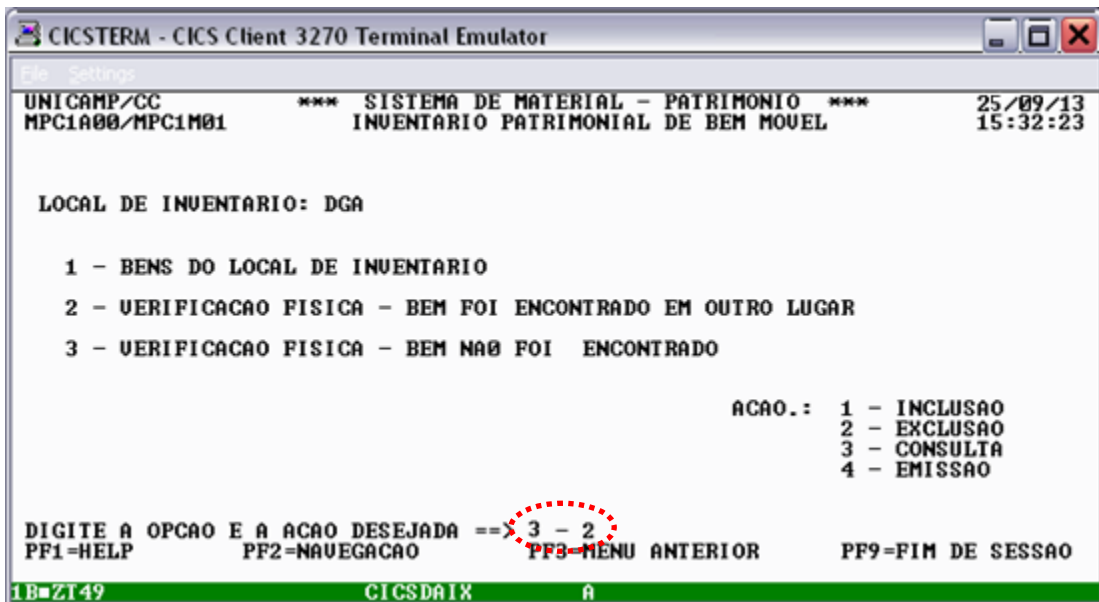 CICSTERM - CICS Client 3270 Terminal Emulator
File Settings
UNICAMP/CC *** SISTEMA DE MATERIAL - PATRIMONIO *** 25/09/13
MPC1A00/MPC1M01 INVENTARIO PATRIMONIAL DE BEM MOVEL 15:32:23
LOCAL DE INVENTARIO: DGA
1 - BENS DO LOCAL DE INVENTARIO
2 - VERIFICACAO FISICA - BEM FOI ENCONTRADO EM OUTRO LUGAR
3 - VERIFICACAO FISICA - BEM NA0 FOI ENCONTRADO
ACAO.: 1 - INCLUSAO
2 - EXCLUSAO
3 - CONSULTA
4 - EMISSAO
DIGITE A OPCAO E A ACAO DESEJADA ==> 3 - 2
PF1=HELP PF2=NAVEGACAO PF3=MENU ANTERIOR PF9=FIM DE SESSAO
1B■ZT49 CICSDAIX A